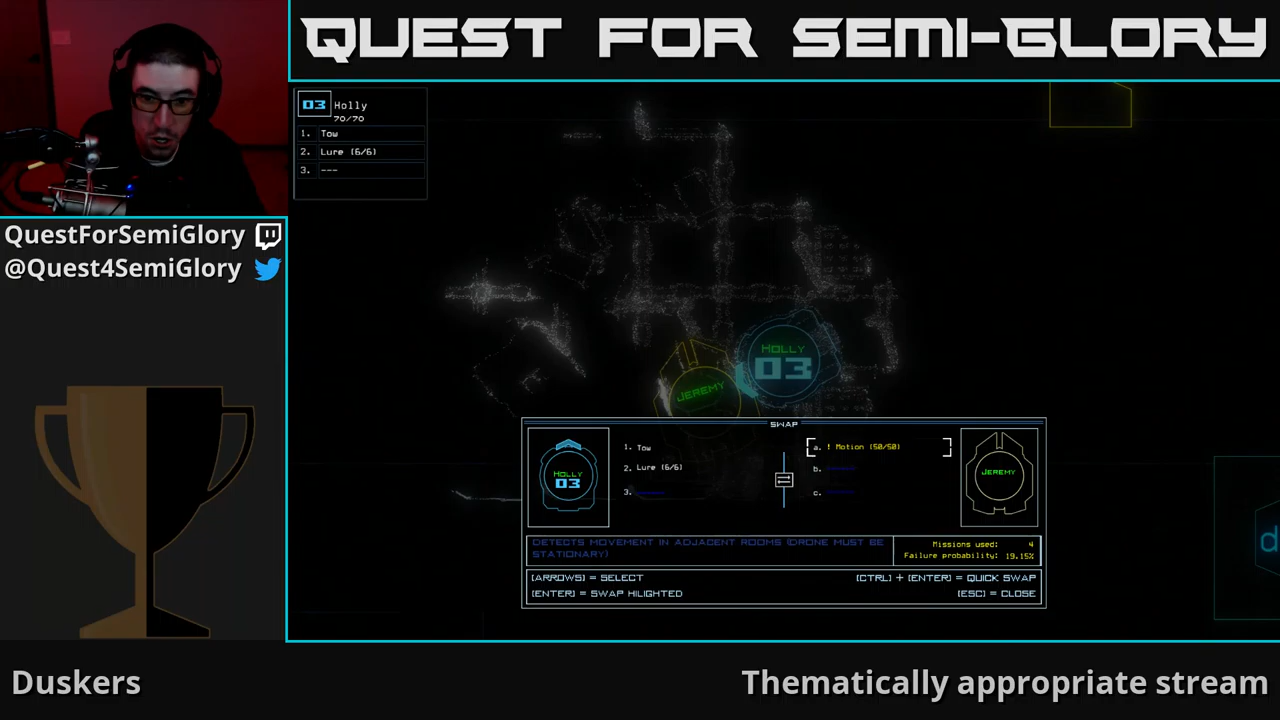 QUEST FOR SEMI-GLORY
03 Holly
70/70
1. Tow
2. Lure (6/6)
3. ---
QuestForSemiGlory
@Quest4SemiGlory
HOLLY
03
JEREMY
SWAP
HOLLY
03
1. Tow
2. Lure (6/6)
3.
a. ! Motion (50/50)
b.
c.
JEREMY
DETECTS MOVEMENT IN ADJACENT ROOMS (DRONE MUST BE
STATIONARY)
Missions used: 4
Failure probability: 19.15%
[ARROWS] = SELECT
[CTRL] + [ENTER] = QUICK SWAP
[ENTER] = SWAP HILIGHTED
[ESC] = CLOSE
d
Duskers
Thematically appropriate stream